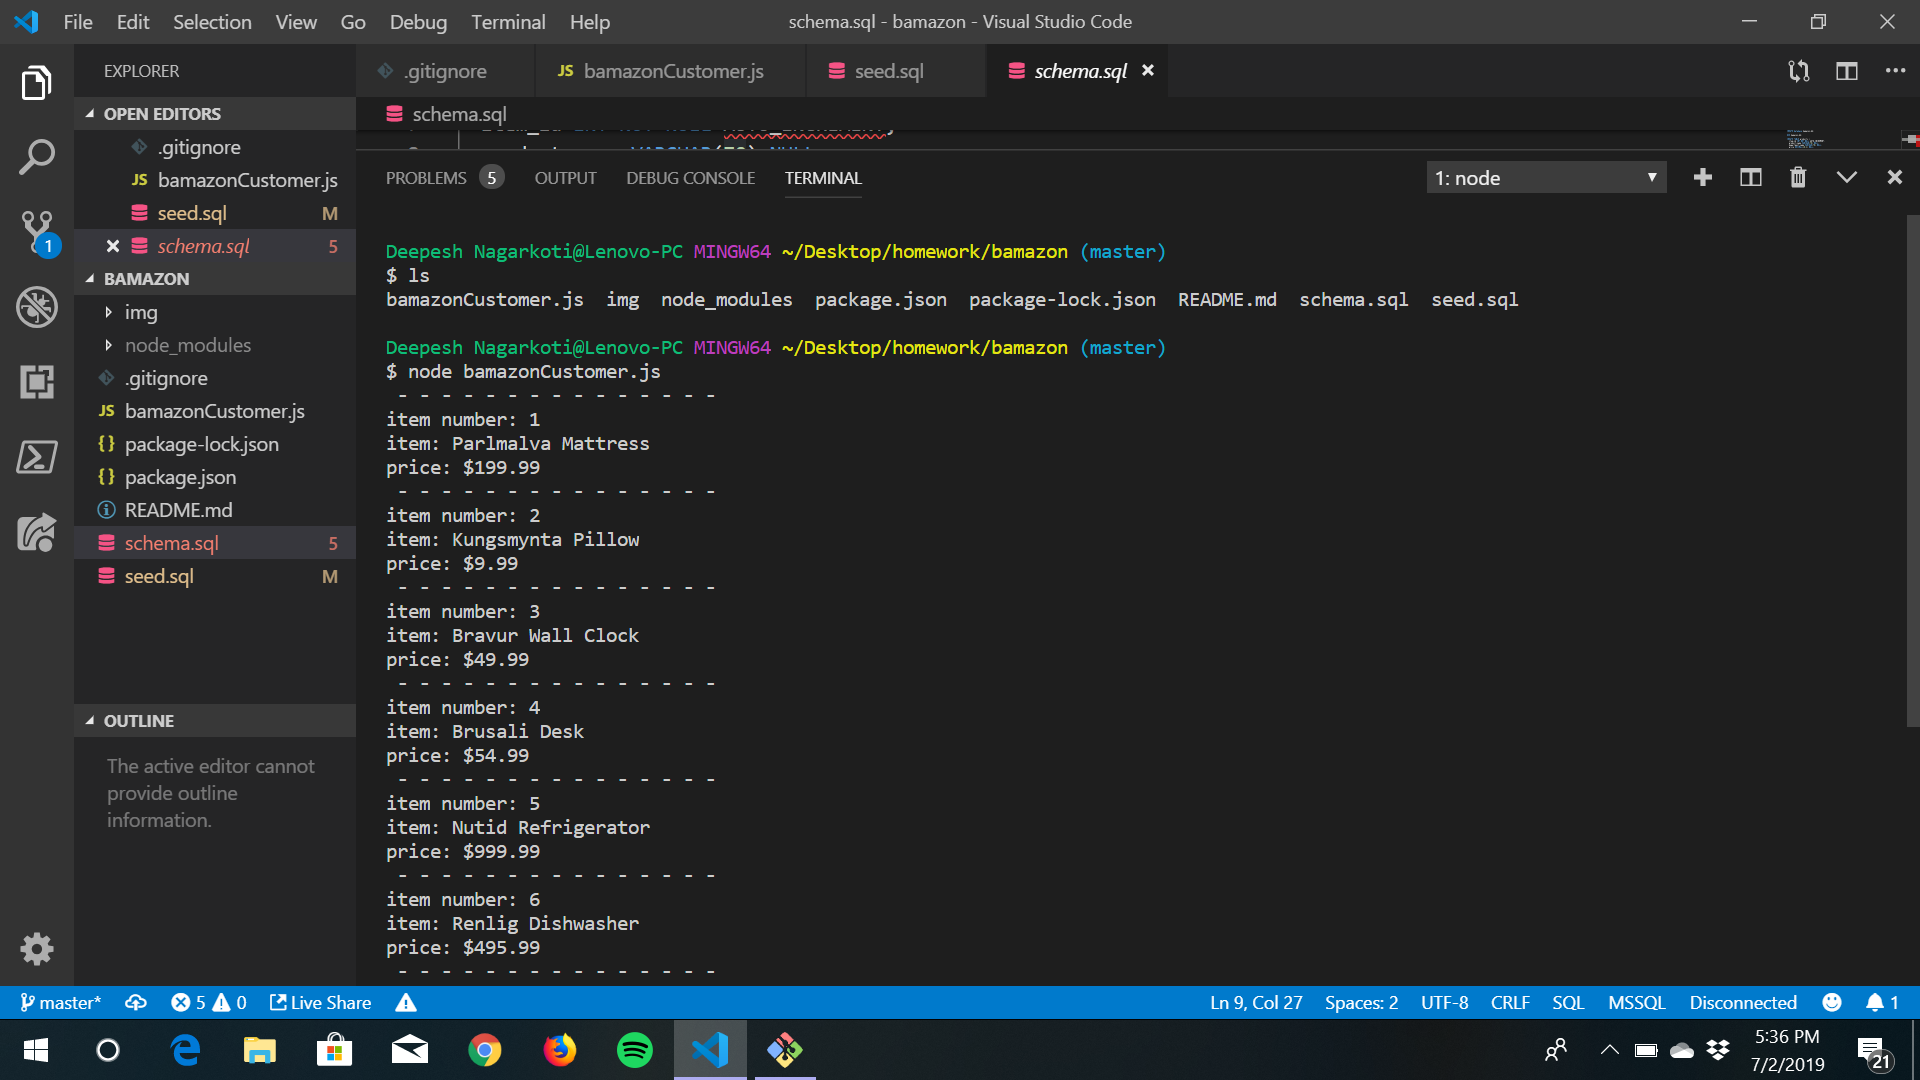 File Edit Selection View Go Debug Terminal Help
schema.sql - bamazon - Visual Studio Code
EXPLORER
.gitignore
JS bamazonCustomer.js
seed.sql
schema.sql
OPEN EDITORS
.gitignore
JS bamazonCustomer.js
seed.sql M
schema.sql 5
1
BAMAZON
img
node_modules
.gitignore
JS bamazonCustomer.js
{} package-lock.json
{} package.json
README.md
schema.sql 5
seed.sql M
OUTLINE
The active editor cannot
provide outline
information.
schema.sql
PROBLEMS 5 OUTPUT DEBUG CONSOLE TERMINAL
1: node
Deepesh Nagarkoti@Lenovo-PC MINGW64 ~/Desktop/homework/bamazon (master)
$ ls
bamazonCustomer.js img node_modules package.json package-lock.json README.md schema.sql seed.sql
Deepesh Nagarkoti@Lenovo-PC MINGW64 ~/Desktop/homework/bamazon (master)
$ node bamazonCustomer.js
- - - - - - - - - - - - - - -
item number: 1
item: Parlmalva Mattress
price: $199.99
- - - - - - - - - - - - - - -
item number: 2
item: Kungsmynta Pillow
price: $9.99
- - - - - - - - - - - - - - -
item number: 3
item: Bravur Wall Clock
price: $49.99
- - - - - - - - - - - - - - -
item number: 4
item: Brusali Desk
price: $54.99
- - - - - - - - - - - - - - -
item number: 5
item: Nutid Refrigerator
price: $999.99
- - - - - - - - - - - - - - -
item number: 6
item: Renlig Dishwasher
price: $495.99
- - - - - - - - - - - - - - -
master* 5 0 Live Share
Ln 9, Col 27 Spaces: 2 UTF-8 CRLF SQL MSSQL Disconnected 1
5:36 PM
7/2/2019
21